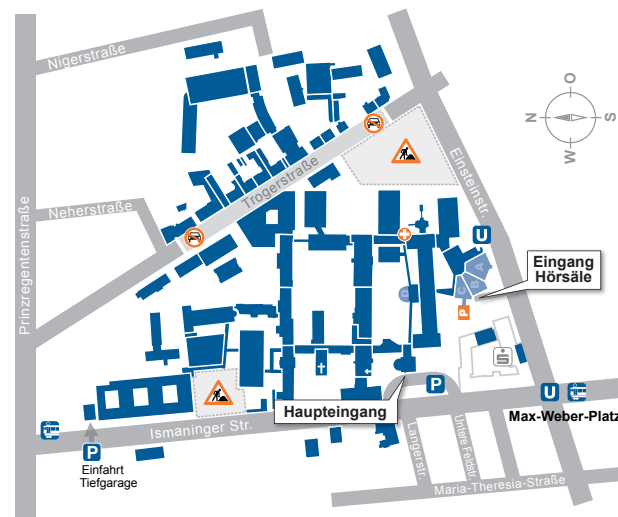 Nigerstraße
O
N
S
W
Trogerstraße
Einsteinstr.
Neherstraße
Prinzregentenstraße
U
Eingang
Hörsäle
A
B
C
D
P
S
Haupteingang
P
U
Max-Weber-Platz
Ismaninger Str.
P
Einfahrt
Tiefgarage
Langerstr.
Untere Feldstr.
Maria-Theresia-Straße